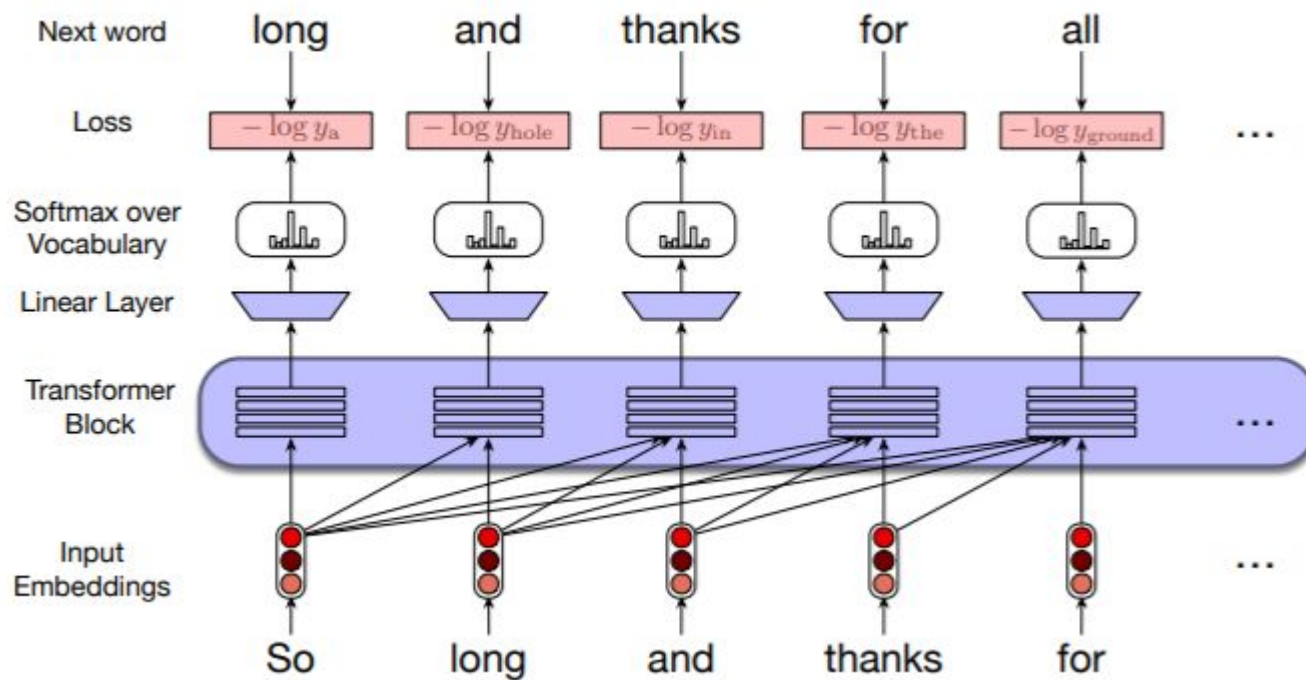 Next word long and thanks for all
Loss − log y_a − log y_hole − log y_in − log y_the − log y_ground ...
Softmax over
Vocabulary
Linear Layer
Transformer
Block ...
Input
Embeddings ...
So long and thanks for